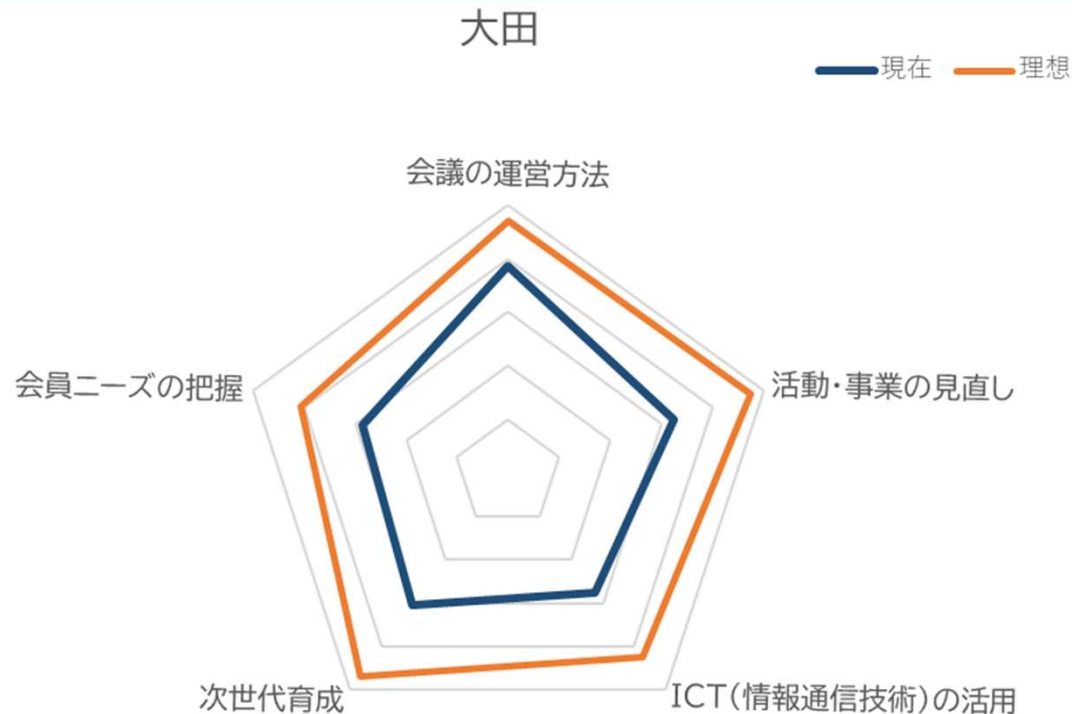 大田
現在 理想
会議の運営方法
会員ニーズの把握
活動・事業の見直し
次世代育成
ICT(情報通信技術)の活用